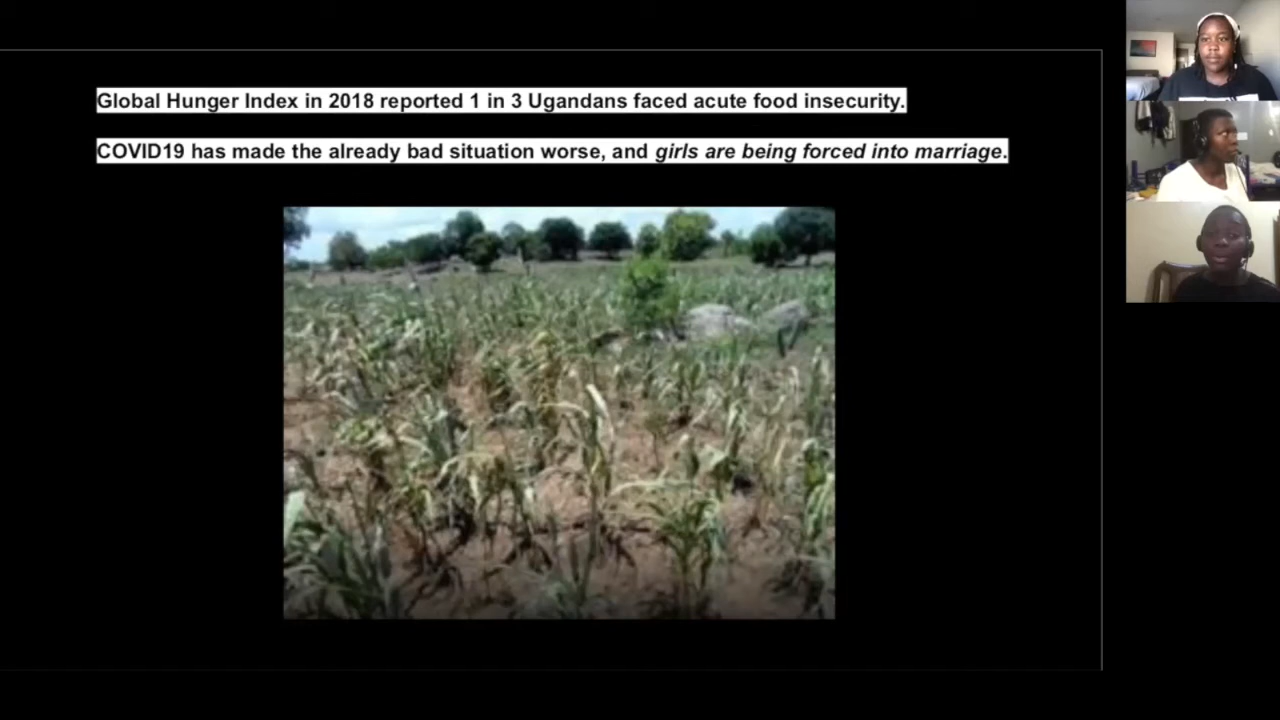 Global Hunger Index in 2018 reported 1 in 3 Ugandans faced acute food insecurity.
COVID19 has made the already bad situation worse, and girls are being forced into marriage.